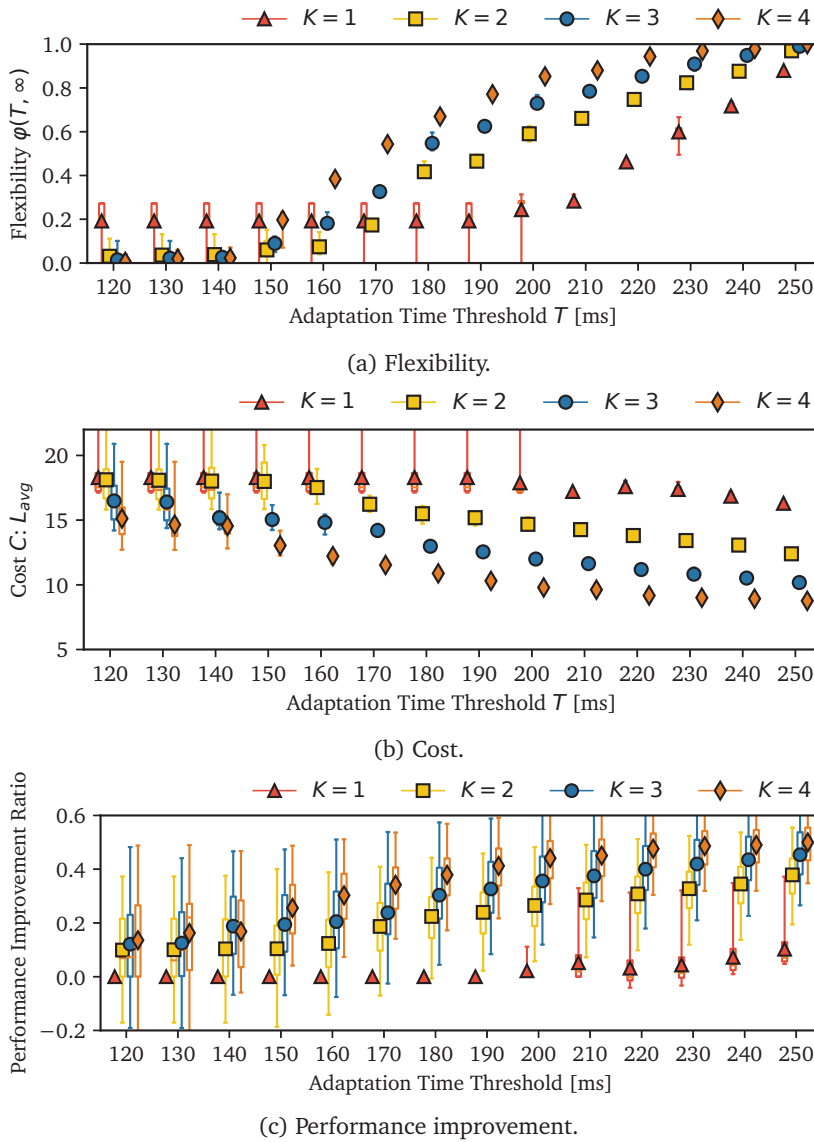 K = 1 K = 2 K = 3 K = 4
1.0
0.8
0.6
0.4
0.2
0.0
Flexibility φ(T, ∞)
120 130 140 150 160 170 180 190 200 210 220 230 240 250
Adaptation Time Threshold T [ms]
(a) Flexibility.
K = 1 K = 2 K = 3 K = 4
20
15
10
5
Cost C: Lavg
120 130 140 150 160 170 180 190 200 210 220 230 240 250
Adaptation Time Threshold T [ms]
(b) Cost.
K = 1 K = 2 K = 3 K = 4
0.6
0.4
0.2
0.0
−0.2
Performance Improvement Ratio
120 130 140 150 160 170 180 190 200 210 220 230 240 250
Adaptation Time Threshold [ms]
(c) Performance improvement.